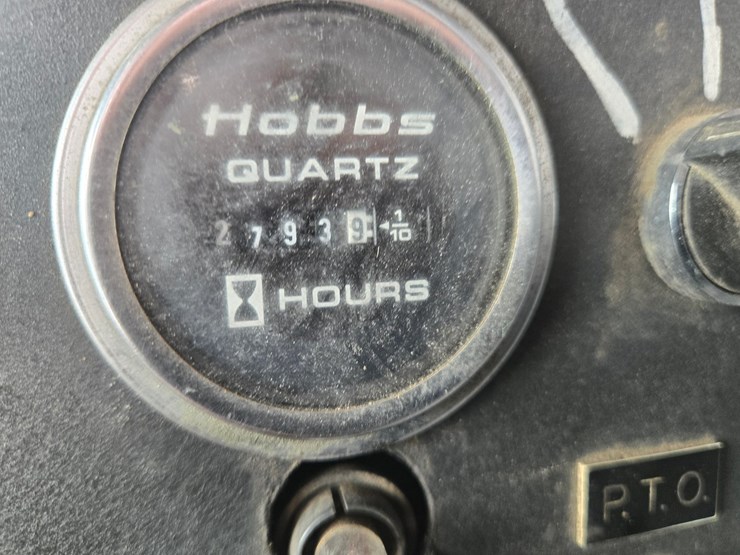 Hobbs
QUARTZ
2 7 9 3 9 1/10
HOURS
P.T.O.